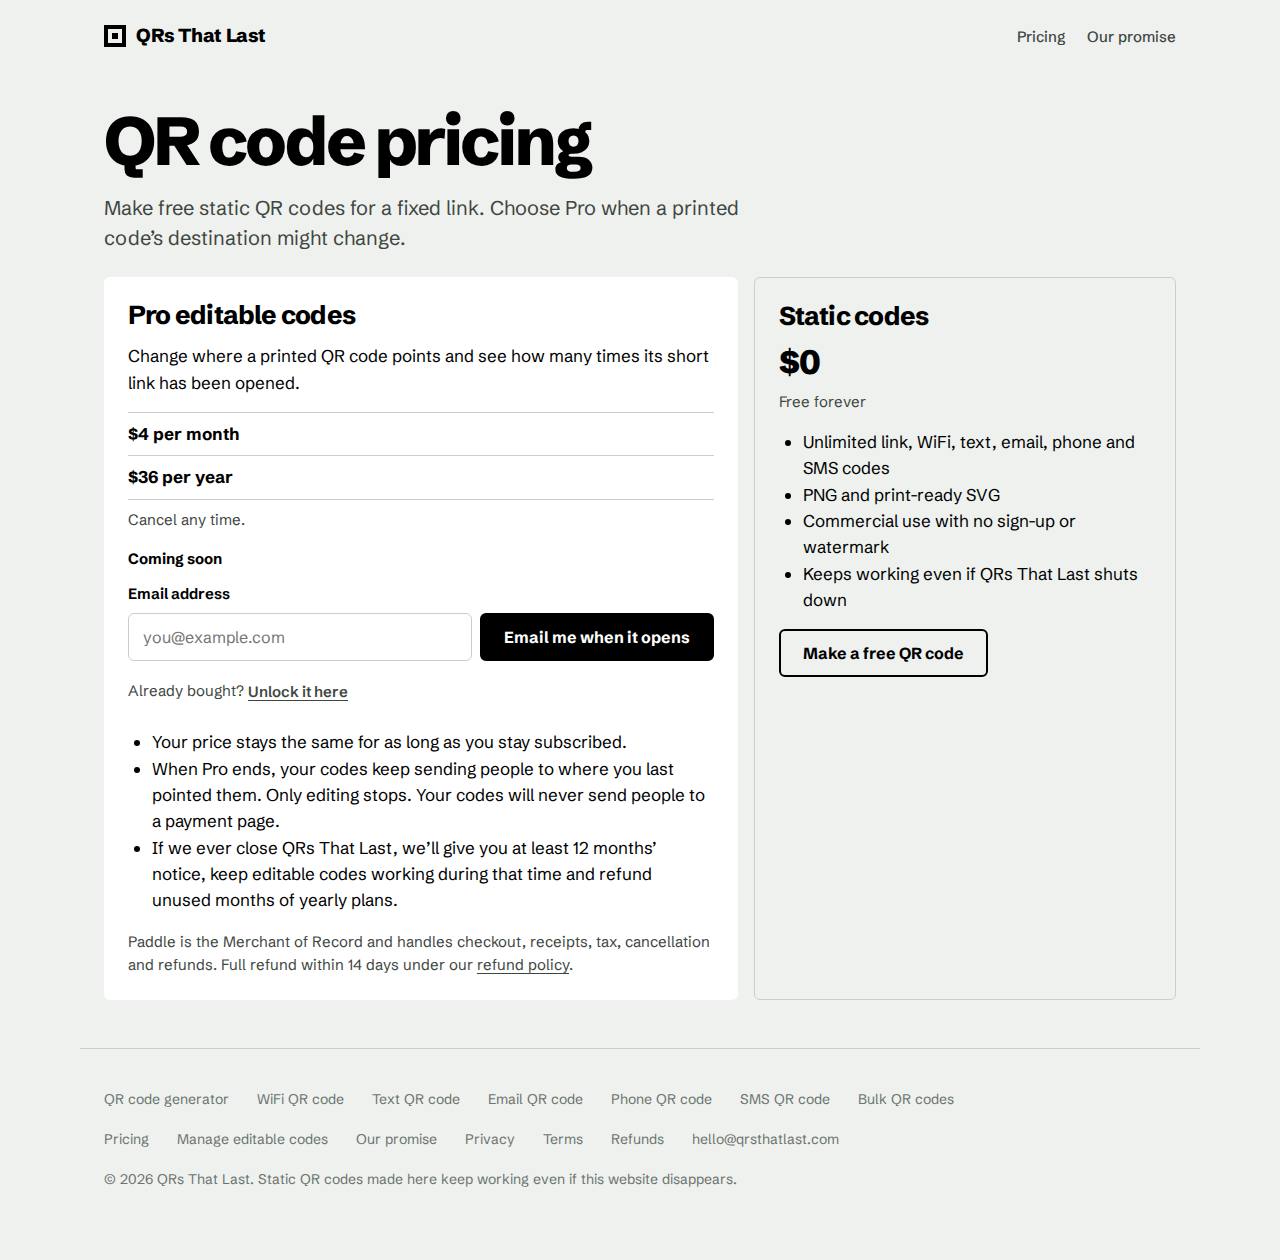 QRs That Last
Pricing
Our promise
QR code pricing
Make free static QR codes for a fixed link. Choose Pro when a printed
code’s destination might change.
Pro editable codes
Change where a printed QR code points and see how many times its short
link has been opened.
$4 per month
$36 per year
Cancel any time.
Coming soon
Email address
you@example.com
Email me when it opens
Already bought? Unlock it here
• Your price stays the same for as long as you stay subscribed.
• When Pro ends, your codes keep sending people to where you last
pointed them. Only editing stops. Your codes will never send people to
a payment page.
• If we ever close QRs That Last, we’ll give you at least 12 months’
notice, keep editable codes working during that time and refund
unused months of yearly plans.
Paddle is the Merchant of Record and handles checkout, receipts, tax, cancellation
and refunds. Full refund within 14 days under our refund policy.
Static codes
$0
Free forever
• Unlimited link, WiFi, text, email, phone and
SMS codes
• PNG and print-ready SVG
• Commercial use with no sign-up or
watermark
• Keeps working even if QRs That Last shuts
down
Make a free QR code
QR code generator WiFi QR code Text QR code Email QR code Phone QR code SMS QR code Bulk QR codes
Pricing Manage editable codes Our promise Privacy Terms Refunds hello@qrsthatlast.com
© 2026 QRs That Last. Static QR codes made here keep working even if this website disappears.